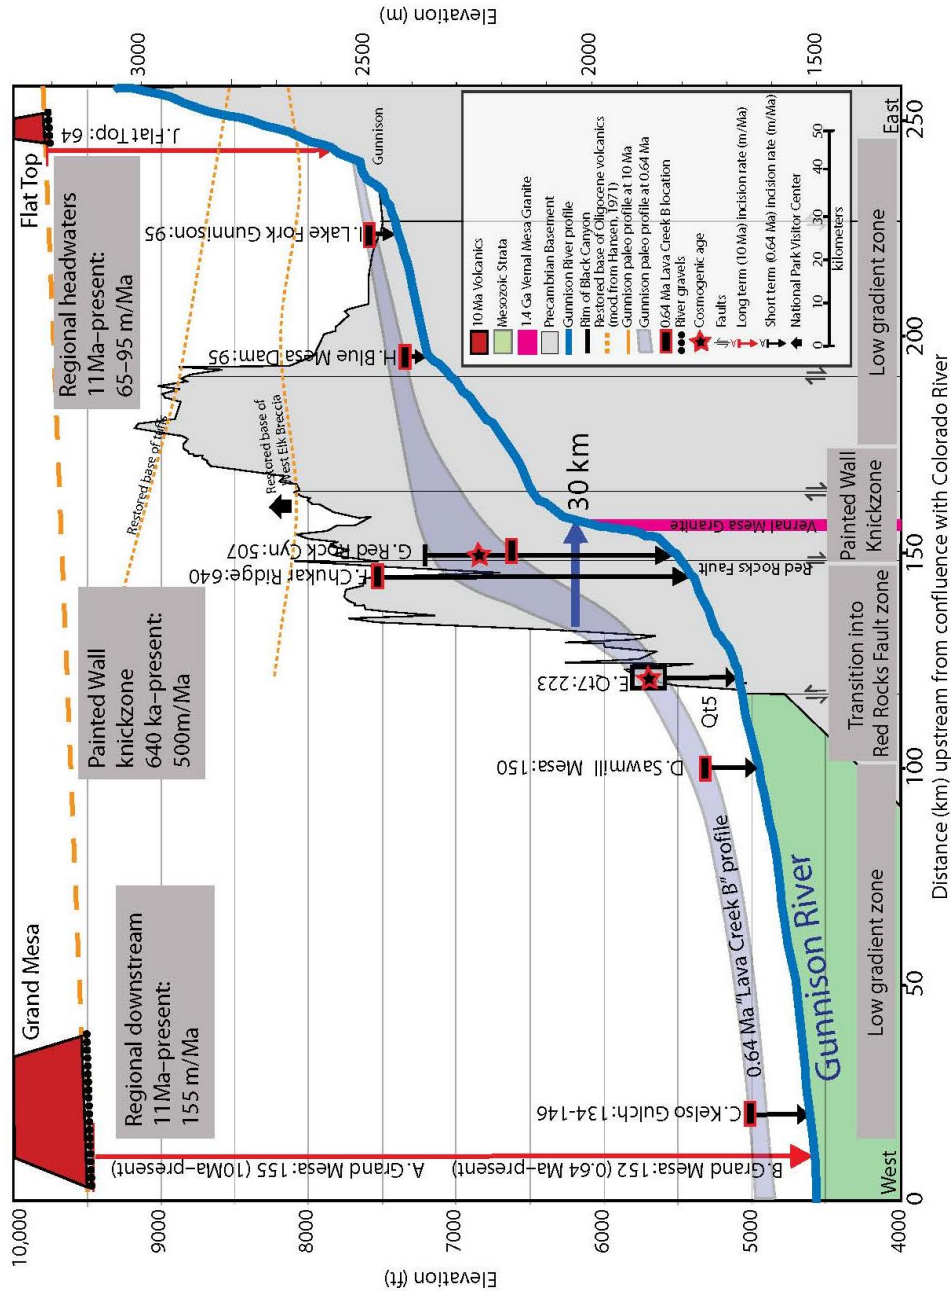 Grand Mesa
Flat Top
Elevation (ft)
10,000
9000
8000
7000
6000
5000
4000
Elevation (m)
3000
2500
2000
1500
Regional downstream
11Ma–present:
155 m/Ma
Painted Wall
knickzone
640 ka–present:
500m/Ma
Regional headwaters
11Ma–present:
65–95 m/Ma
A.Grand Mesa:155 (10Ma–present)
B.Grand Mesa:152 (0.64 Ma–present)
C.Kelso Gulch:134-146
D.Sawmill Mesa:150
E.Qt7:223
Qt5
F.Chukar Ridge:640
G.Red Rock Cyn:507
H.Blue Mesa Dam:95
I.Lake Fork Gunnison:95
J.Flat Top: 64
Gunnison
Restored base of tuffs
Restored base of
West Elk Breccia
30 km
0.64 Ma "Lava Creek B" profile
Gunnison River
Red Rocks Fault
Vernal Mesa Granite
10 Ma Volcanics
Mesozoic Strata
1.4 Ga Vernal Mesa Granite
Precambrian Basement
Gunnison River profile
Rim of Black Canyon
Restored base of Oligocene volcanics
(mod. from Hansen, 1971)
Gunnison paleo profile at 10 Ma
Gunnison paleo profile at 0.64 Ma
0.64 Ma Lava Creek B location
River gravels
Cosmogenic age
Faults
Long term (10 Ma) incision rate (m/Ma)
Short term (0.64 Ma) incision rate (m/Ma)
National Park Visitor Center
0 10 20 30 40 50
kilometers
Low gradient zone
Transition into
Red Rocks Fault zone
Painted Wall
Knickzone
Low gradient zone
West
East
0 50 100 150 200 250
Distance (km) upstream from confluence with Colorado River